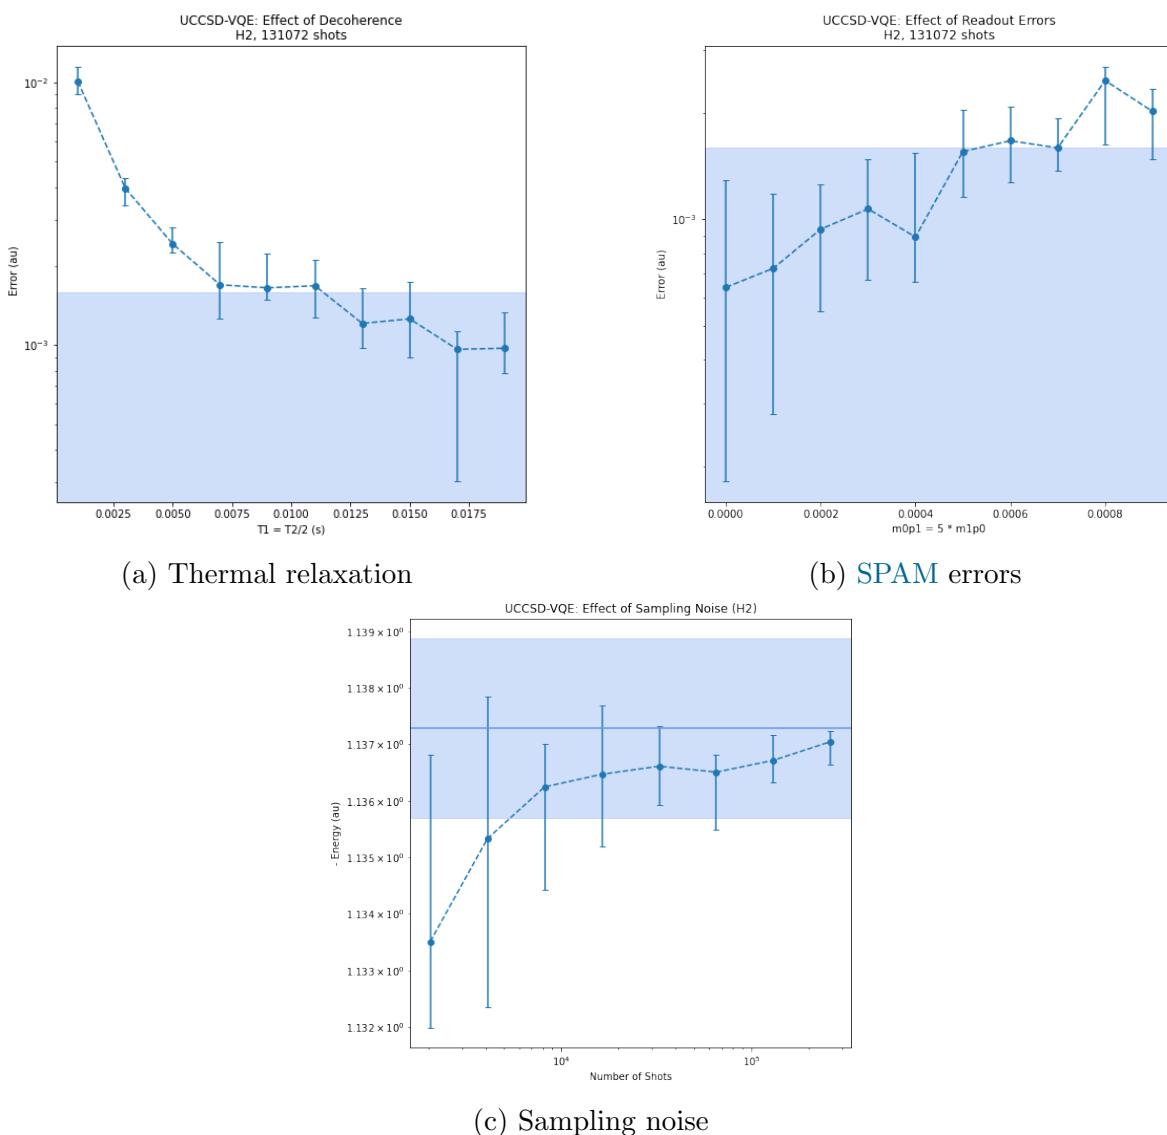 UCCSD-VQE: Effect of Decoherence
H2, 131072 shots
10⁻²
10⁻³
Error (au)
0.0025 0.0050 0.0075 0.0100 0.0125 0.0150 0.0175
T1 = T2/2 (s)
(a) Thermal relaxation
UCCSD-VQE: Effect of Readout Errors
H2, 131072 shots
10⁻³
Error (au)
0.0000 0.0002 0.0004 0.0006 0.0008
m0p1 = 5 * m1p0
(b) SPAM errors
UCCSD-VQE: Effect of Sampling Noise (H2)
1.139 × 10⁰
1.138 × 10⁰
1.137 × 10⁰
1.136 × 10⁰
1.135 × 10⁰
1.134 × 10⁰
1.133 × 10⁰
1.132 × 10⁰
- Energy (au)
10⁴ 10⁵
Number of Shots
(c) Sampling noise